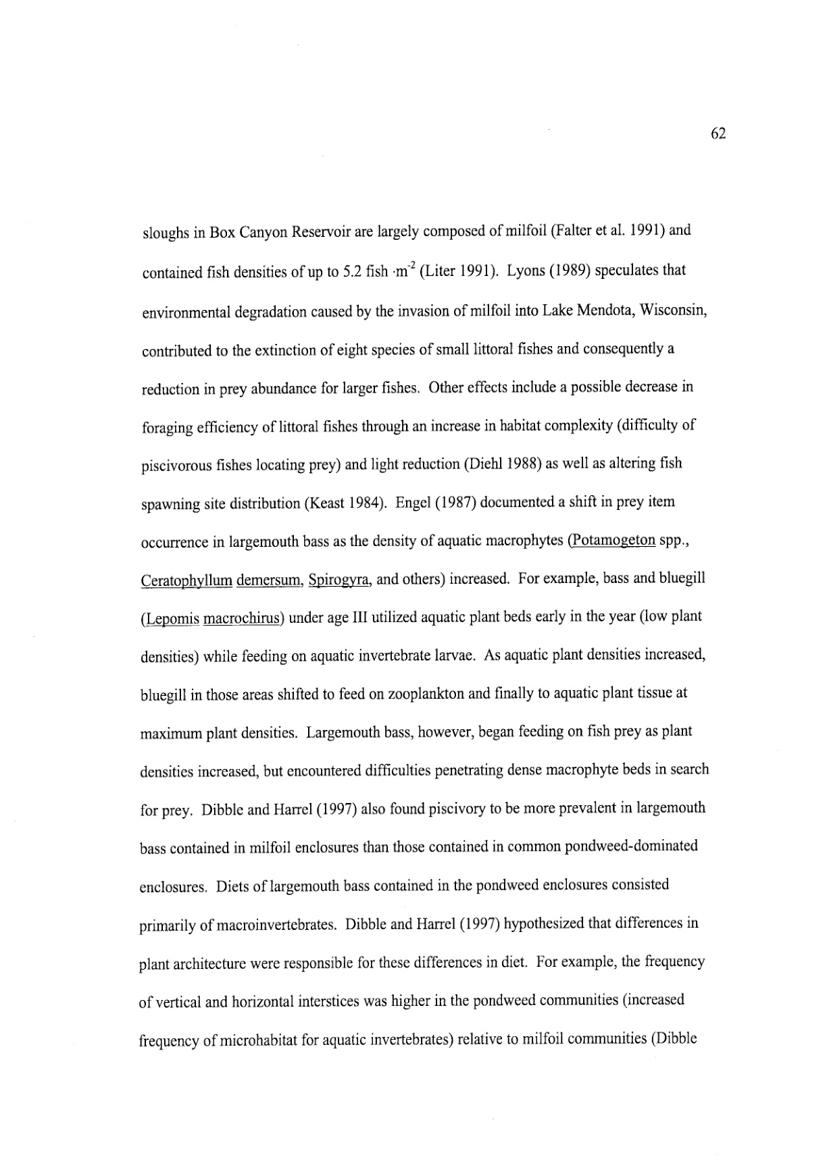 62
sloughs in Box Canyon Reservoir are largely composed of milfoil (Falter et al. 1991) and
contained fish densities of up to 5.2 fish ·m⁻² (Liter 1991). Lyons (1989) speculates that
environmental degradation caused by the invasion of milfoil into Lake Mendota, Wisconsin,
contributed to the extinction of eight species of small littoral fishes and consequently a
reduction in prey abundance for larger fishes. Other effects include a possible decrease in
foraging efficiency of littoral fishes through an increase in habitat complexity (difficulty of
piscivorous fishes locating prey) and light reduction (Diehl 1988) as well as altering fish
spawning site distribution (Keast 1984). Engel (1987) documented a shift in prey item
occurrence in largemouth bass as the density of aquatic macrophytes (Potamogeton spp.,
Ceratophyllum demersum, Spirogyra, and others) increased. For example, bass and bluegill
(Lepomis macrochirus) under age III utilized aquatic plant beds early in the year (low plant
densities) while feeding on aquatic invertebrate larvae. As aquatic plant densities increased,
bluegill in those areas shifted to feed on zooplankton and finally to aquatic plant tissue at
maximum plant densities. Largemouth bass, however, began feeding on fish prey as plant
densities increased, but encountered difficulties penetrating dense macrophyte beds in search
for prey. Dibble and Harrel (1997) also found piscivory to be more prevalent in largemouth
bass contained in milfoil enclosures than those contained in common pondweed-dominated
enclosures. Diets of largemouth bass contained in the pondweed enclosures consisted
primarily of macroinvertebrates. Dibble and Harrel (1997) hypothesized that differences in
plant architecture were responsible for these differences in diet. For example, the frequency
of vertical and horizontal interstices was higher in the pondweed communities (increased
frequency of microhabitat for aquatic invertebrates) relative to milfoil communities (Dibble